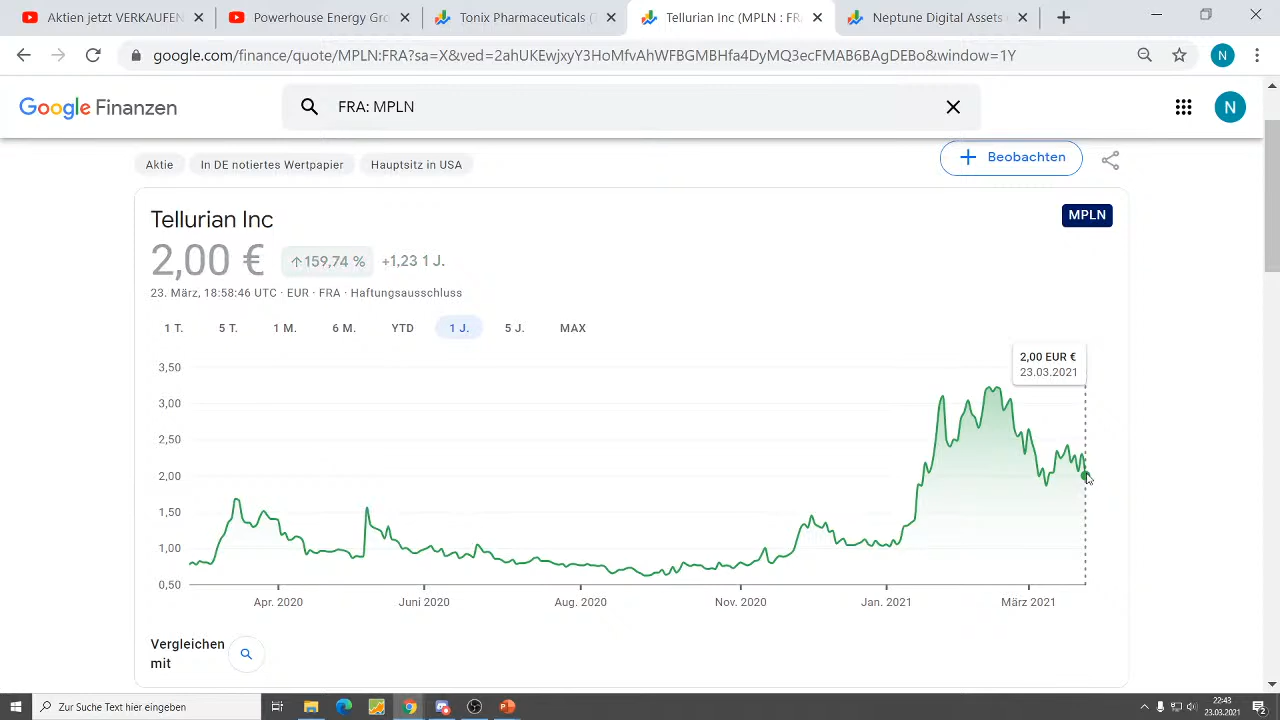 Aktien jetzt VERKAUFEN
Powerhouse Energy Gro
Tonix Pharmaceuticals (T
Tellurian Inc (MPLN : FRA
Neptune Digital Assets
google.com/finance/quote/MPLN:FRA?sa=X&ved=2ahUKEwjxyY3HoMfvAhWFBGMBHfa4DyMQ3ecFMAB6BAgDEBo&window=1Y
N
Google Finanzen
FRA: MPLN
N
Aktie
In DE notiertes Wertpapier
Hauptsitz in USA
Beobachten
Tellurian Inc
MPLN
2,00 €
159,74 %
+1,23 1 J.
23. März, 18:58:46 UTC · EUR · FRA · Haftungsausschluss
1 T.
5 T.
1 M.
6 M.
YTD
1 J.
5 J.
MAX
2,00 EUR €
23.03.2021
3,50
3,00
2,50
2,00
1,50
1,00
0,50
Apr. 2020
Juni 2020
Aug. 2020
Nov. 2020
Jan. 2021
März 2021
Vergleichen
mit
Zur Suche Text hier eingeben
22:43
23.03.2021
2